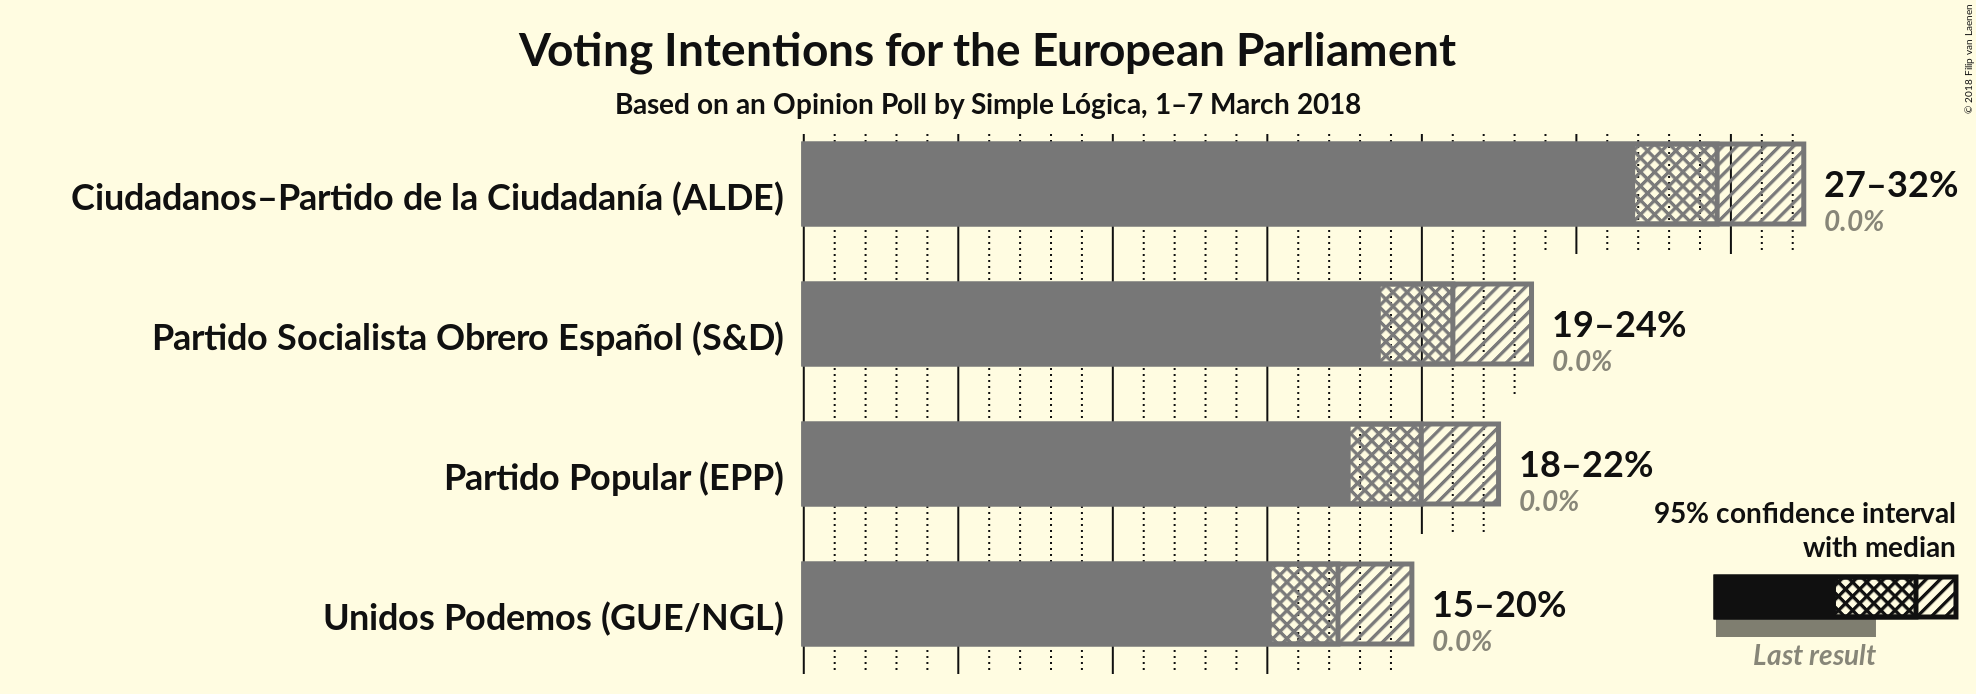 Voting Intentions for the European Parliament
Based on an Opinion Poll by Simple Lógica, 1–7 March 2018
© 2018 Filip van Laenen
Ciudadanos–Partido de la Ciudadanía (ALDE)
27–32%
0.0%
Partido Socialista Obrero Español (S&D)
19–24%
0.0%
Partido Popular (EPP)
18–22%
0.0%
Unidos Podemos (GUE/NGL)
15–20%
0.0%
95% confidence interval
with median
Last result